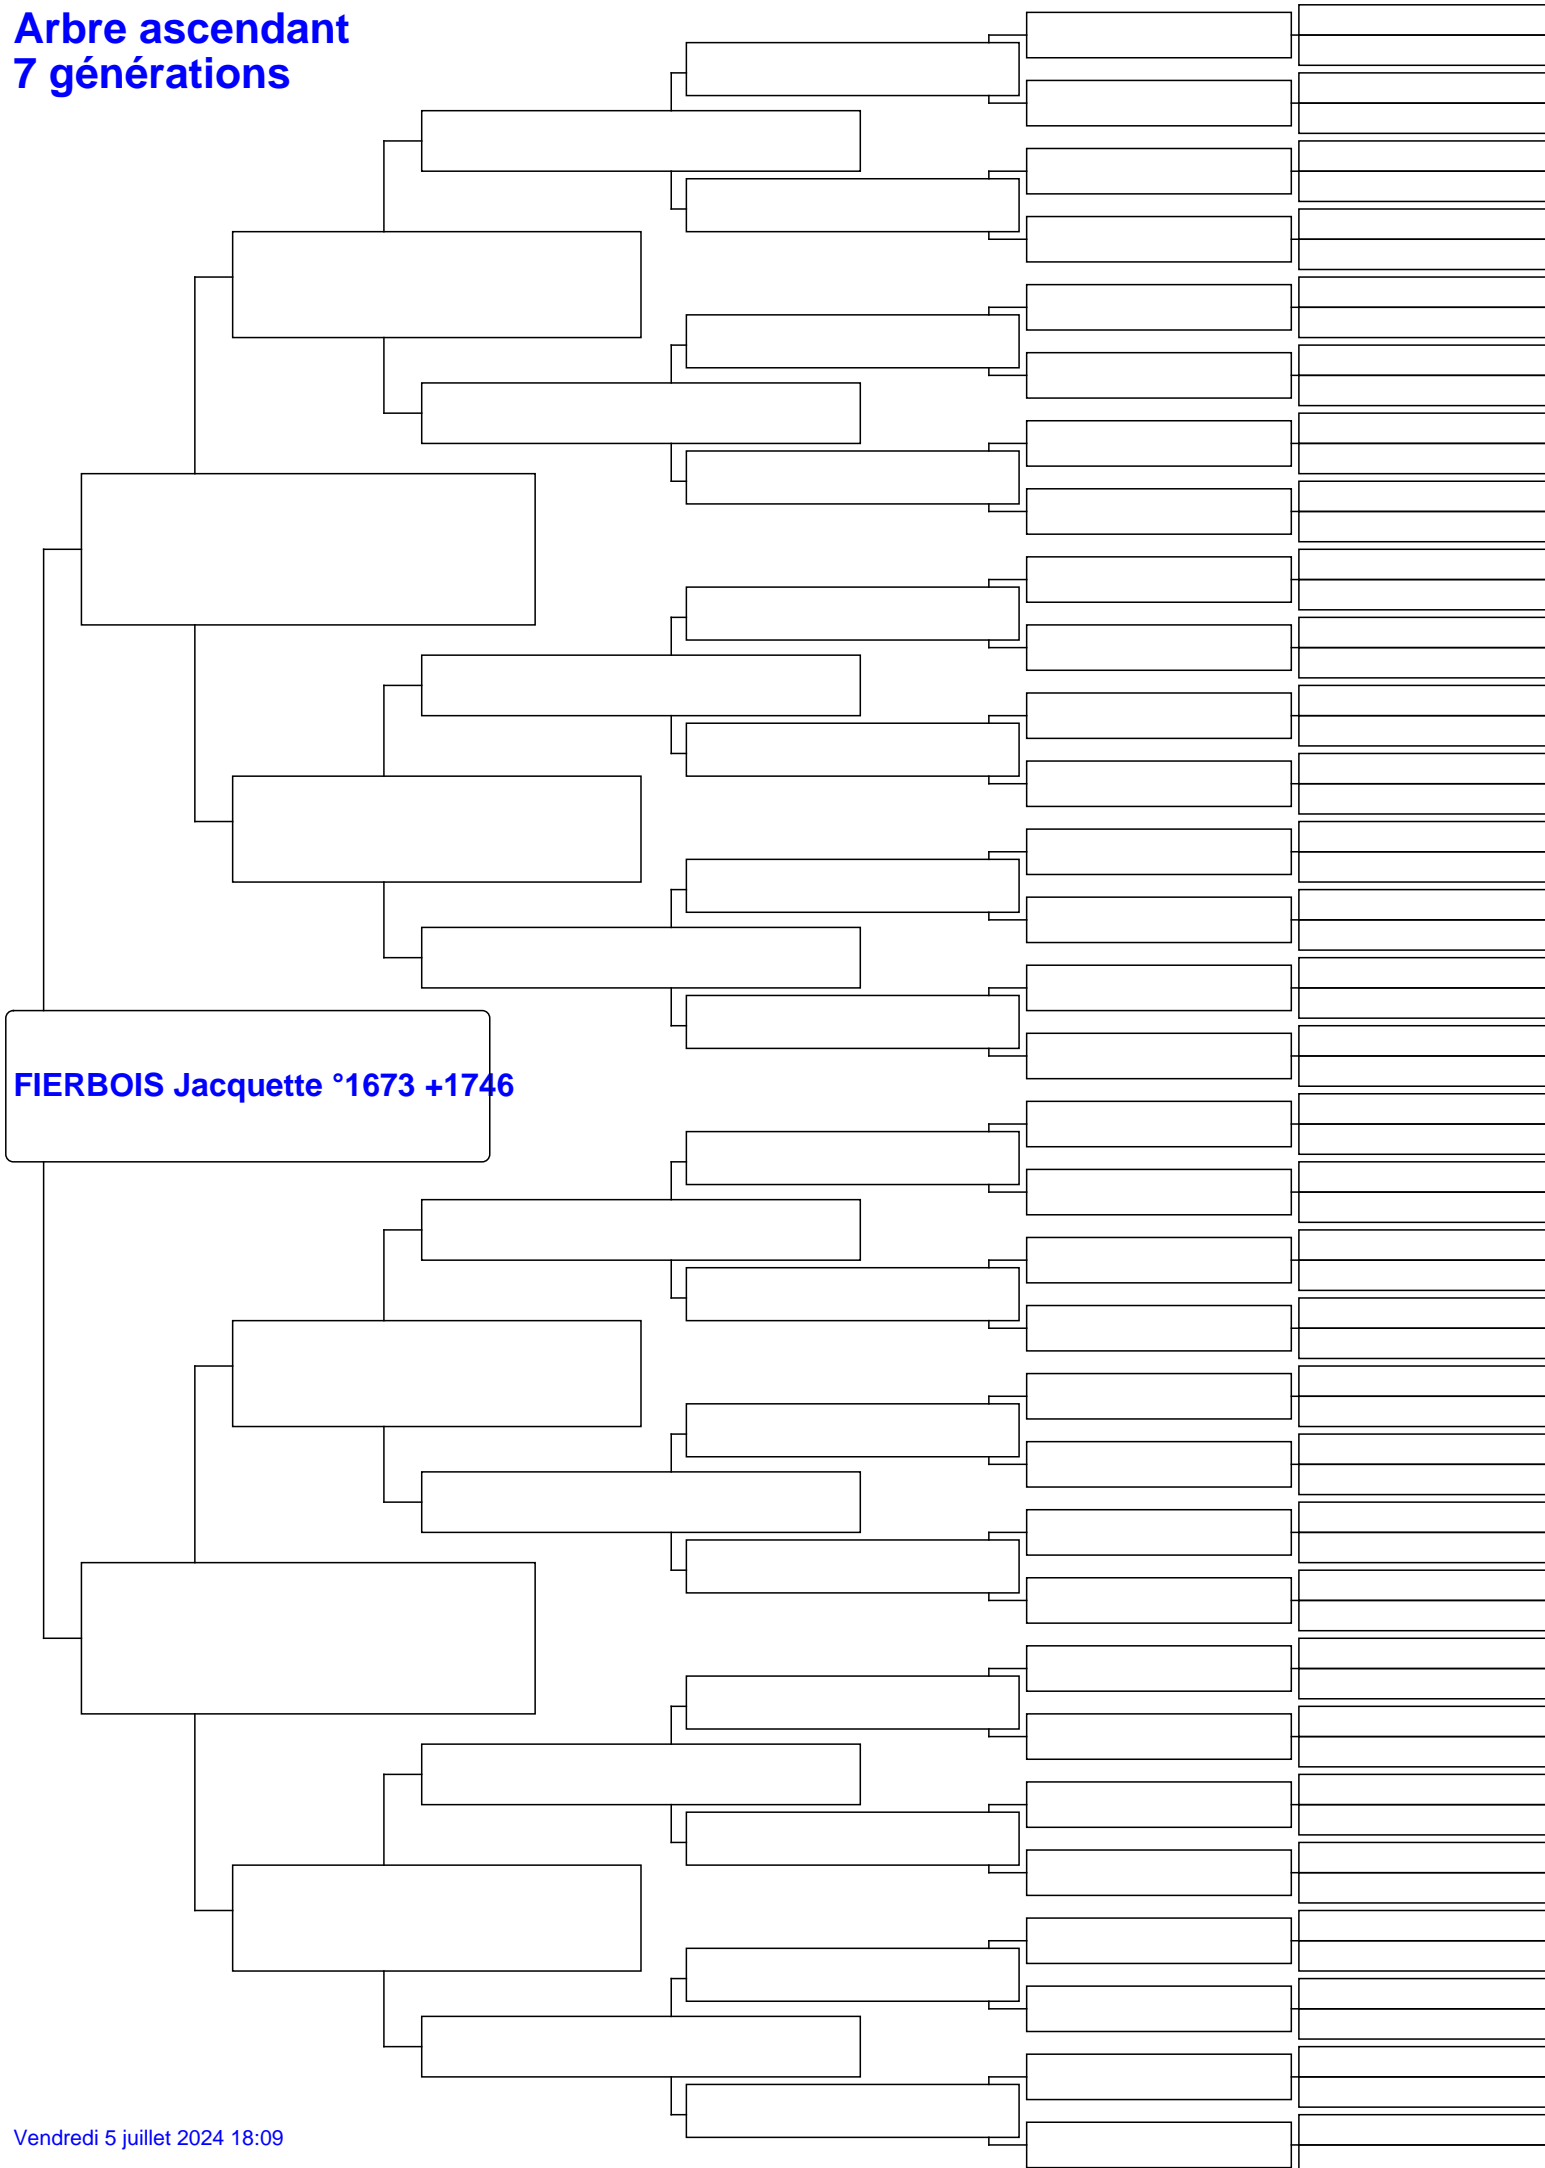 Arbre ascendant
7 générations
FIERBOIS Jacquette °1673 +1746
Vendredi 5 juillet 2024 18:09